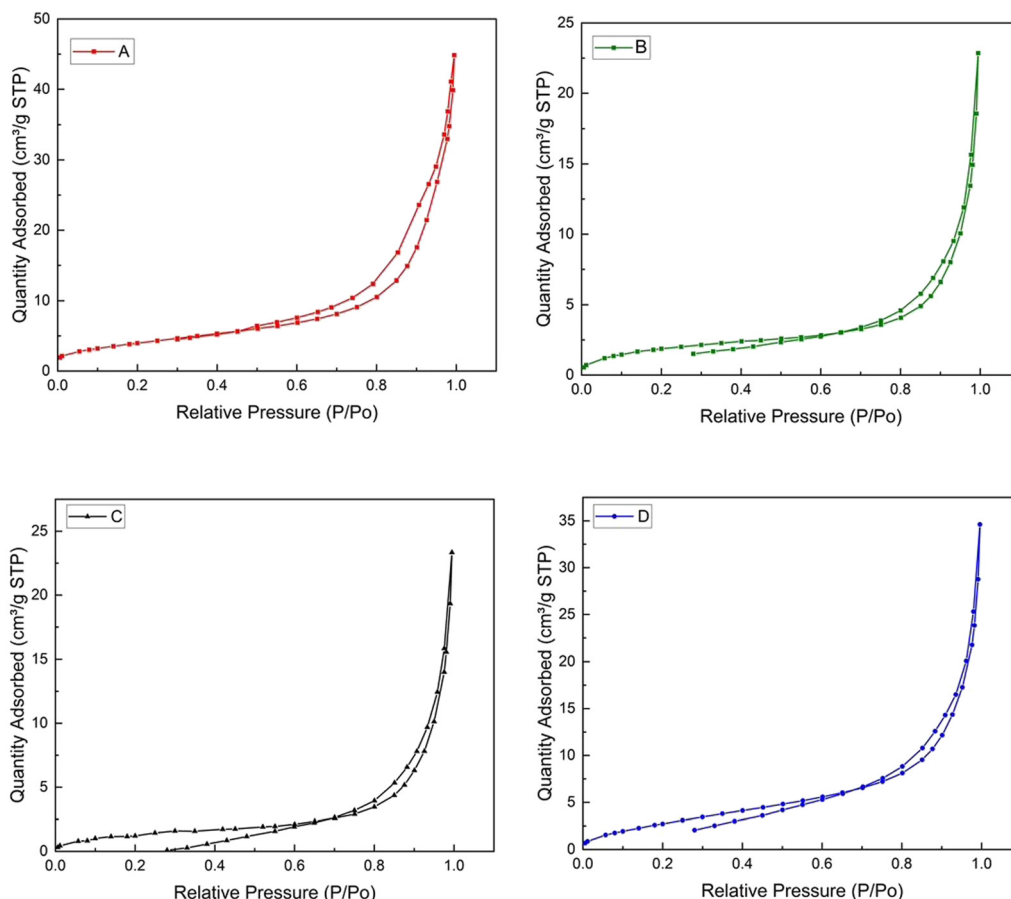 A
Quantity Adsorbed (cm³/g STP)
50
40
30
20
10
0
0.0 0.2 0.4 0.6 0.8 1.0
Relative Pressure (P/Po)
B
Quantity Adsorbed (cm³/g STP)
25
20
15
10
5
0
0.0 0.2 0.4 0.6 0.8 1.0
Relative Pressure (P/Po)
C
Quantity Adsorbed (cm³/g STP)
25
20
15
10
5
0
0.0 0.2 0.4 0.6 0.8 1.0
Relative Pressure (P/Po)
D
Quantity Adsorbed (cm³/g STP)
35
30
25
20
15
10
5
0
0.0 0.2 0.4 0.6 0.8 1.0
Relative Pressure (P/Po)